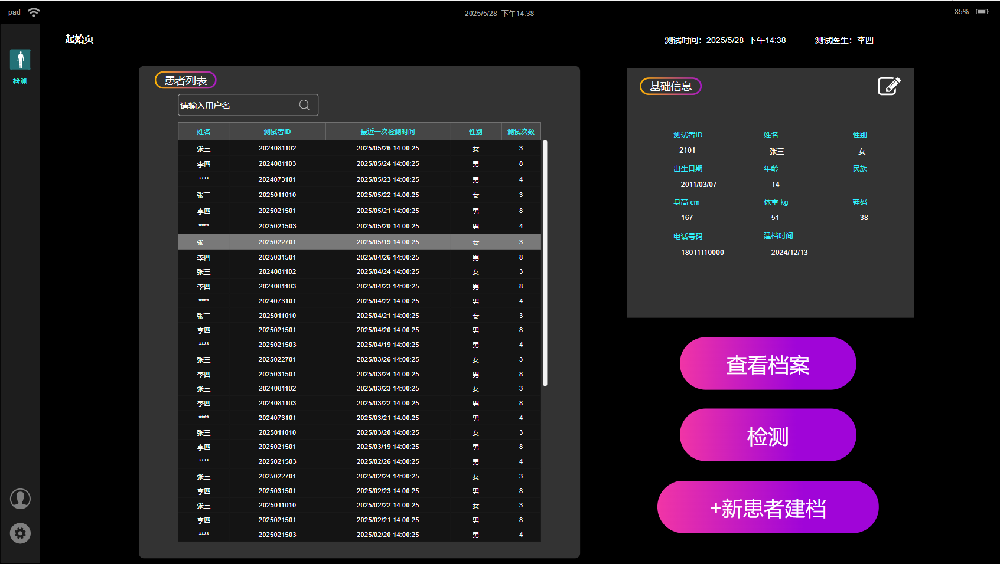 pad 2025/5/28 下午14:38 85%
起始页 测试时间：2025/5/28 下午14:38 测试医生：李四
检测
患者列表
请输入用户名
姓名 测试者ID 最近一次检测时间 性别 测试次数
张三 2024081102 2025/05/26 14:00:25 女 3
李四 2024081103 2025/05/24 14:00:25 男 8
**** 2024073101 2025/05/23 14:00:25 男 4
张三 2025011010 2025/05/22 14:00:25 女 3
李四 2025021501 2025/05/21 14:00:25 男 8
**** 2025021503 2025/05/20 14:00:25 男 4
张三 2025022701 2025/05/19 14:00:25 女 3
李四 2025031501 2025/04/26 14:00:25 男 8
张三 2024081102 2025/04/24 14:00:25 女 3
李四 2024081103 2025/04/23 14:00:25 男 8
**** 2024073101 2025/04/22 14:00:25 男 4
张三 2025011010 2025/04/21 14:00:25 女 3
李四 2025021501 2025/04/20 14:00:25 男 8
**** 2025021503 2025/04/19 14:00:25 男 4
张三 2025022701 2025/03/26 14:00:25 女 3
李四 2025031501 2025/03/24 14:00:25 男 8
张三 2024081102 2025/03/23 14:00:25 女 3
李四 2024081103 2025/03/22 14:00:25 男 8
**** 2024073101 2025/03/21 14:00:25 男 4
张三 2025011010 2025/03/20 14:00:25 女 3
李四 2025021501 2025/03/19 14:00:25 男 8
**** 2025021503 2025/02/26 14:00:25 男 4
张三 2025022701 2025/02/24 14:00:25 女 3
李四 2025031501 2025/02/23 14:00:25 男 8
张三 2025011010 2025/02/22 14:00:25 女 3
李四 2025021501 2025/02/21 14:00:25 男 8
**** 2025021503 2025/02/20 14:00:25 男 4
基础信息
测试者ID 姓名 性别
2101 张三 女
出生日期 年龄 民族
2011/03/07 14 ---
身高 cm 体重 kg 鞋码
167 51 38
电话号码 建档时间
18011110000 2024/12/13
查看档案
检测
+新患者建档